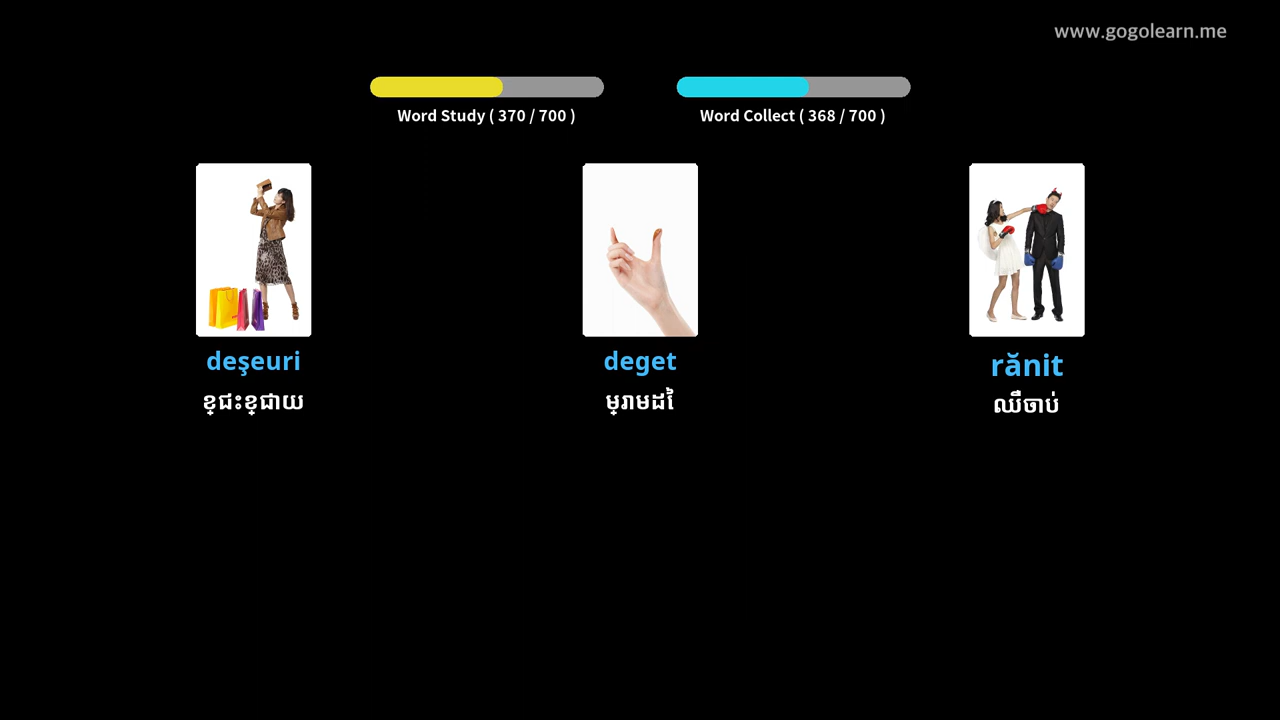 www.gogolearn.me
Word Study ( 370 / 700 )
Word Collect ( 368 / 700 )
deşeuri
deget
rănit
ខ្ជះខ្ជាយ
ម្រាមដៃ
ឈឺចាប់